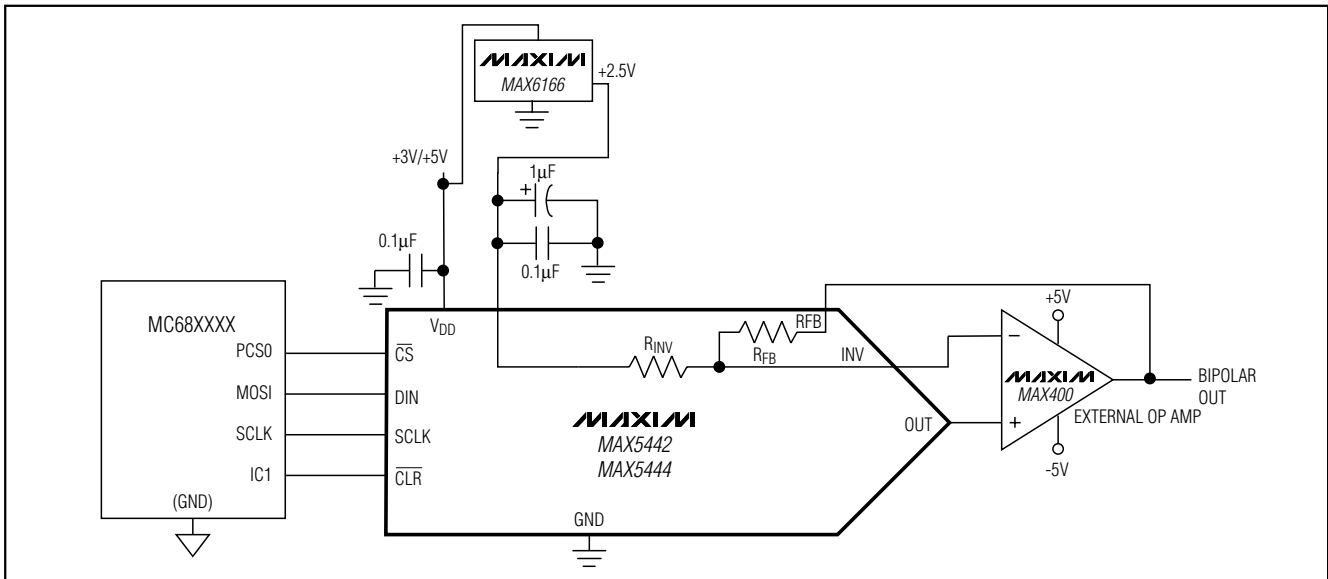 MAXIM
MAX6166
+2.5V
+3V/+5V
1µF
+
0.1µF
0.1µF
MC68XXXX
PCS0
MOSI
SCLK
IC1
(GND)
VDD
CS
DIN
SCLK
CLR
RINV
RFB
RFB
INV
MAXIM
MAX5442
MAX5444
OUT
GND
+5V
−
MAXIM
MAX400
+
EXTERNAL OP AMP
-5V
BIPOLAR
OUT